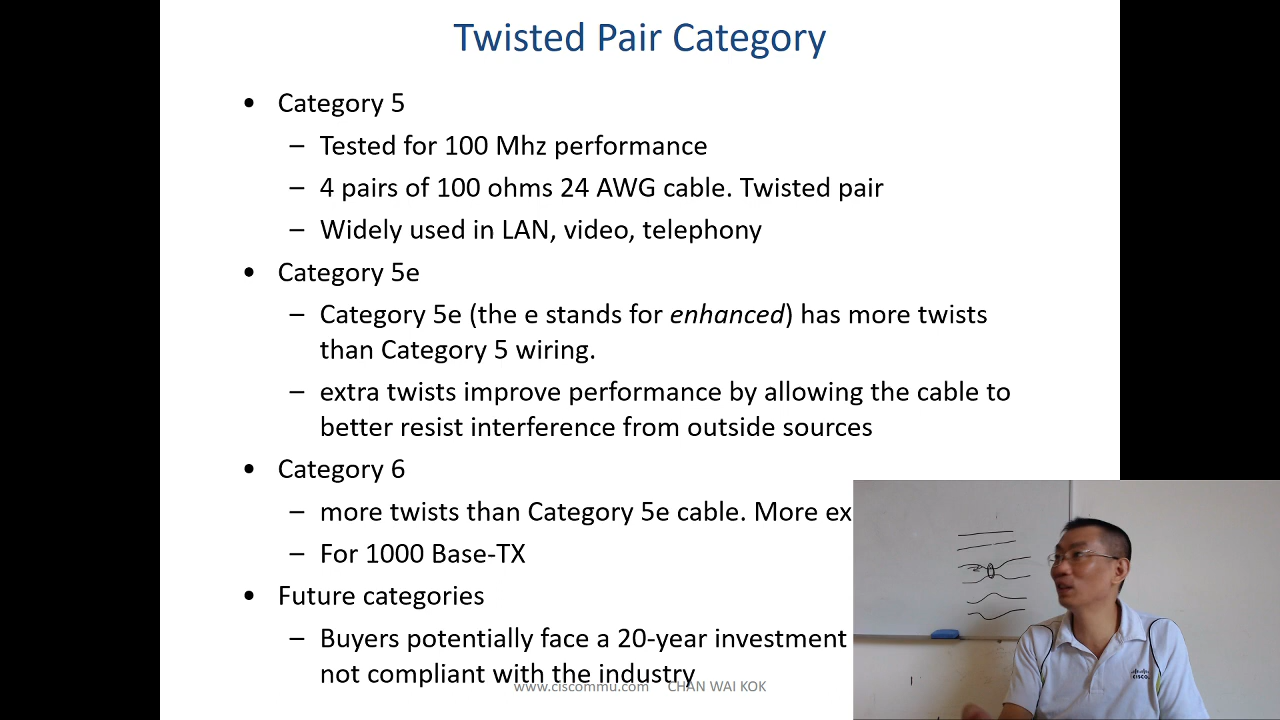 Twisted Pair Category
• Category 5
– Tested for 100 Mhz performance
– 4 pairs of 100 ohms 24 AWG cable. Twisted pair
– Widely used in LAN, video, telephony
• Category 5e
– Category 5e (the e stands for enhanced) has more twists
than Category 5 wiring.
– extra twists improve performance by allowing the cable to
better resist interference from outside sources
• Category 6
– more twists than Category 5e cable. More ex
– For 1000 Base-TX
• Future categories
– Buyers potentially face a 20-year investment
not compliant with the industry
www.ciscommu.com CHAN WAI KOK
CISCO